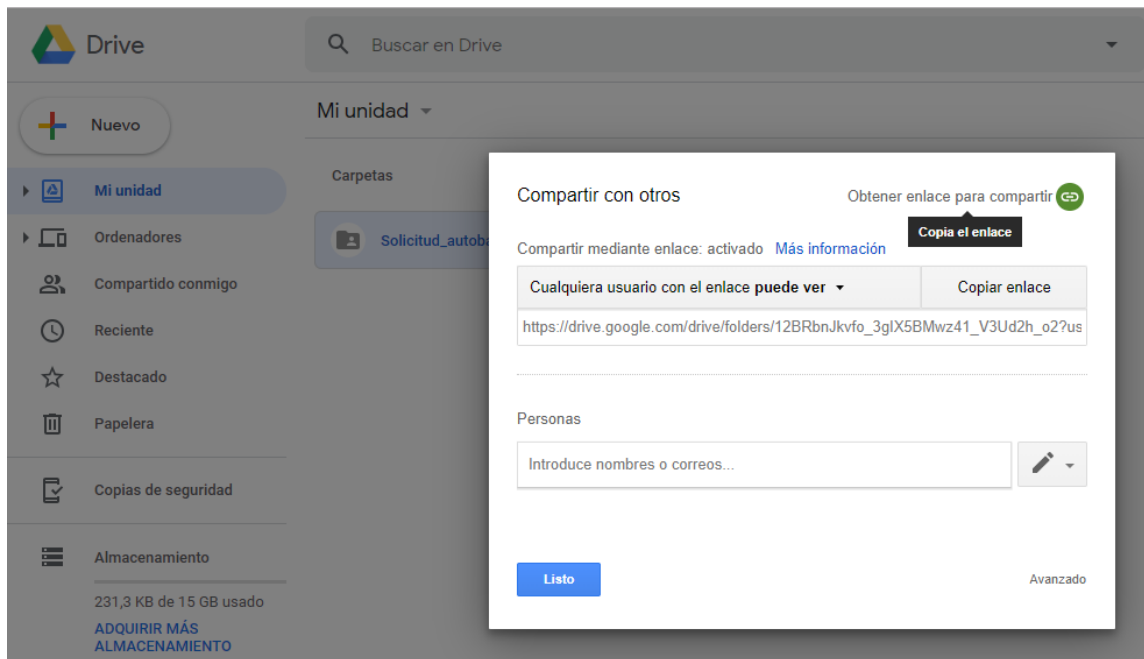 Drive
Buscar en Drive
Nuevo
Mi unidad
Ordenadores
Compartido conmigo
Reciente
Destacado
Papelera
Copias de seguridad
Almacenamiento
231,3 KB de 15 GB usado
ADQUIRIR MÁS
ALMACENAMIENTO
Mi unidad
Carpetas
Solicitud_autoba
Compartir con otros
Obtener enlace para compartir
Copia el enlace
Compartir mediante enlace: activado Más información
Cualquiera usuario con el enlace puede ver
Copiar enlace
https://drive.google.com/drive/folders/12BRbnJkvfo_3glX5BMwz41_V3Ud2h_o2?us
Personas
Introduce nombres o correos...
Listo
Avanzado